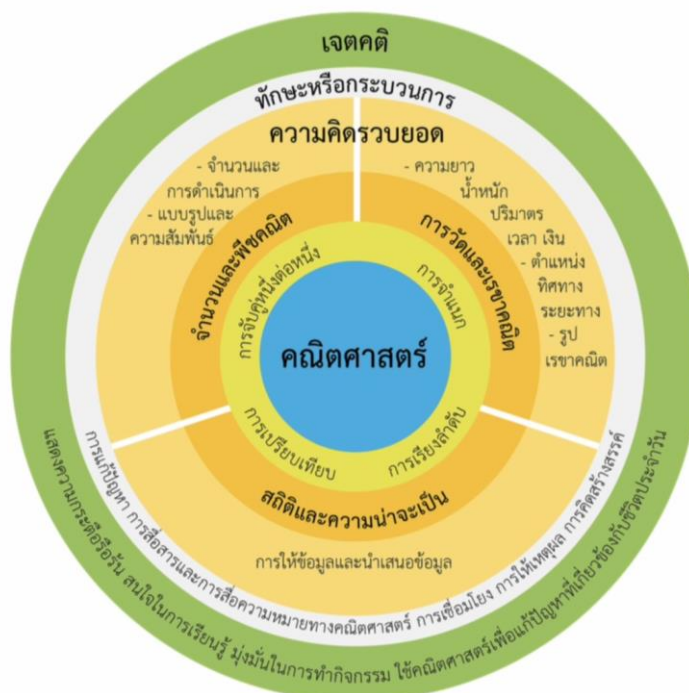 เจตคติ
ทักษะหรือกระบวนการ
ความคิดรวบยอด
- จำนวนและ
การดำเนินการ
- แบบรูปและ
ความสัมพันธ์
- ความยาว
น้ำหนัก
ปริมาตร
เวลา เงิน
- ตำแหน่ง
ทิศทาง
ระยะทาง
- รูป
เรขาคณิต
จำนวนและพีชคณิต
การวัดและเรขาคณิต
การจับคู่หนึ่งต่อหนึ่ง
การจำแนก
คณิตศาสตร์
การเปรียบเทียบ
การเรียงลำดับ
สถิติและความน่าจะเป็น
การให้ข้อมูลและนำเสนอข้อมูล
การแก้ปัญหา การสื่อสารและการสื่อความหมายทางคณิตศาสตร์ การเชื่อมโยง การให้เหตุผล การคิดสร้างสรรค์
แสดงความกระตือรือร้น สนใจในการเรียนรู้ มุ่งมั่นในการทำกิจกรรม ใช้คณิตศาสตร์เพื่อแก้ปัญหาที่เกี่ยวข้องกับชีวิตประจำวัน